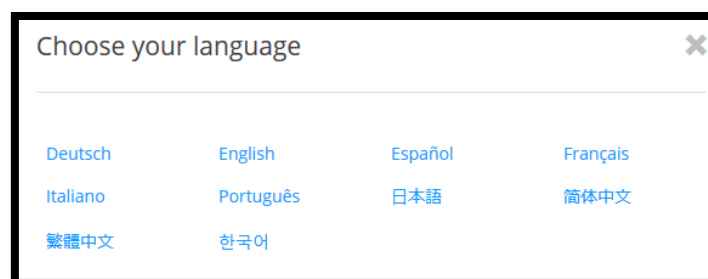 Choose your language
Deutsch English Español Français
Italiano Português 日本語 简体中文
繁體中文 한국어